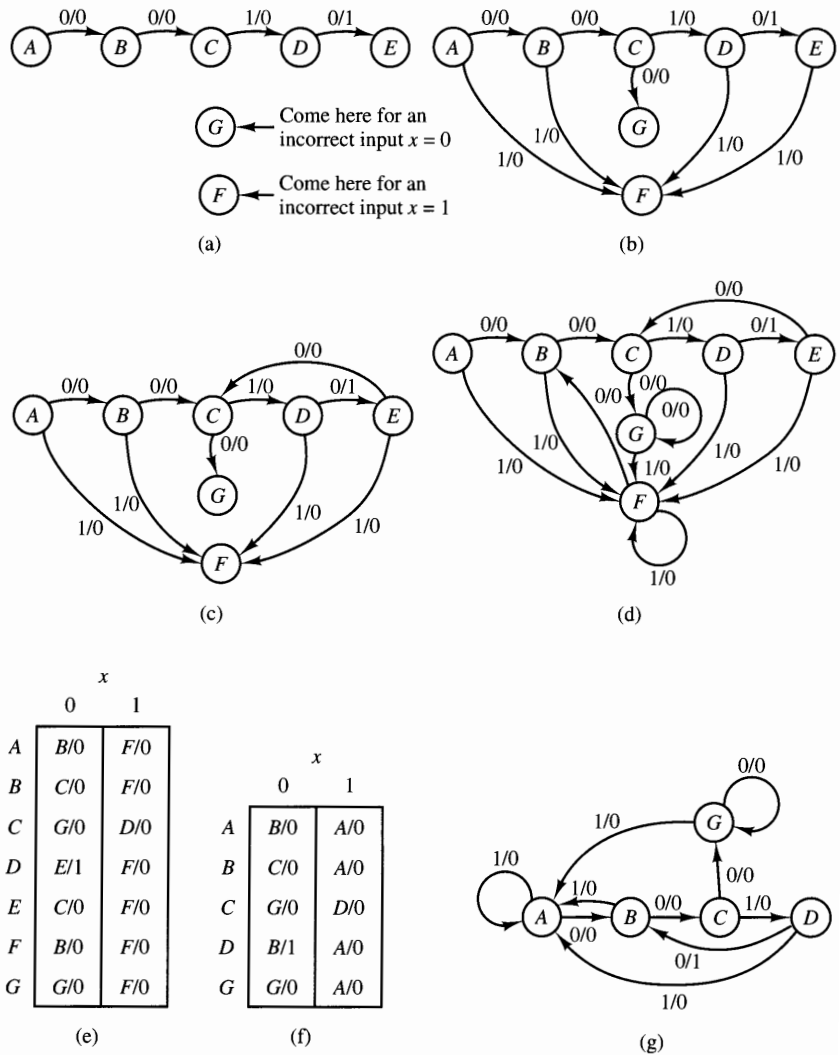 0/0 0/0 1/0 0/1
A B C D E
G Come here for an
incorrect input x = 0
F Come here for an
incorrect input x = 1
(a)
0/0 0/0 1/0 0/1
A B C D E
0/0
G
1/0 1/0 1/0 1/0
F
(b)
0/0
0/0 0/0 1/0 0/1
A B C D E
0/0
G
1/0 1/0 1/0 1/0
F
(c)
0/0
0/0 0/0 1/0 0/1
A B C D E
0/0 0/0 0/0
G
1/0 1/0 1/0 1/0 1/0
F
1/0
(d)
x
0 1
A B/0 F/0
B C/0 F/0
C G/0 D/0
D E/1 F/0
E C/0 F/0
F B/0 F/0
G G/0 F/0
(e)
x
0 1
A B/0 A/0
B C/0 A/0
C G/0 D/0
D B/1 A/0
G G/0 A/0
(f)
0/0
1/0 G
1/0 0/0
1/0 0/0 1/0
A B C D
0/0 0/1
1/0
(g)